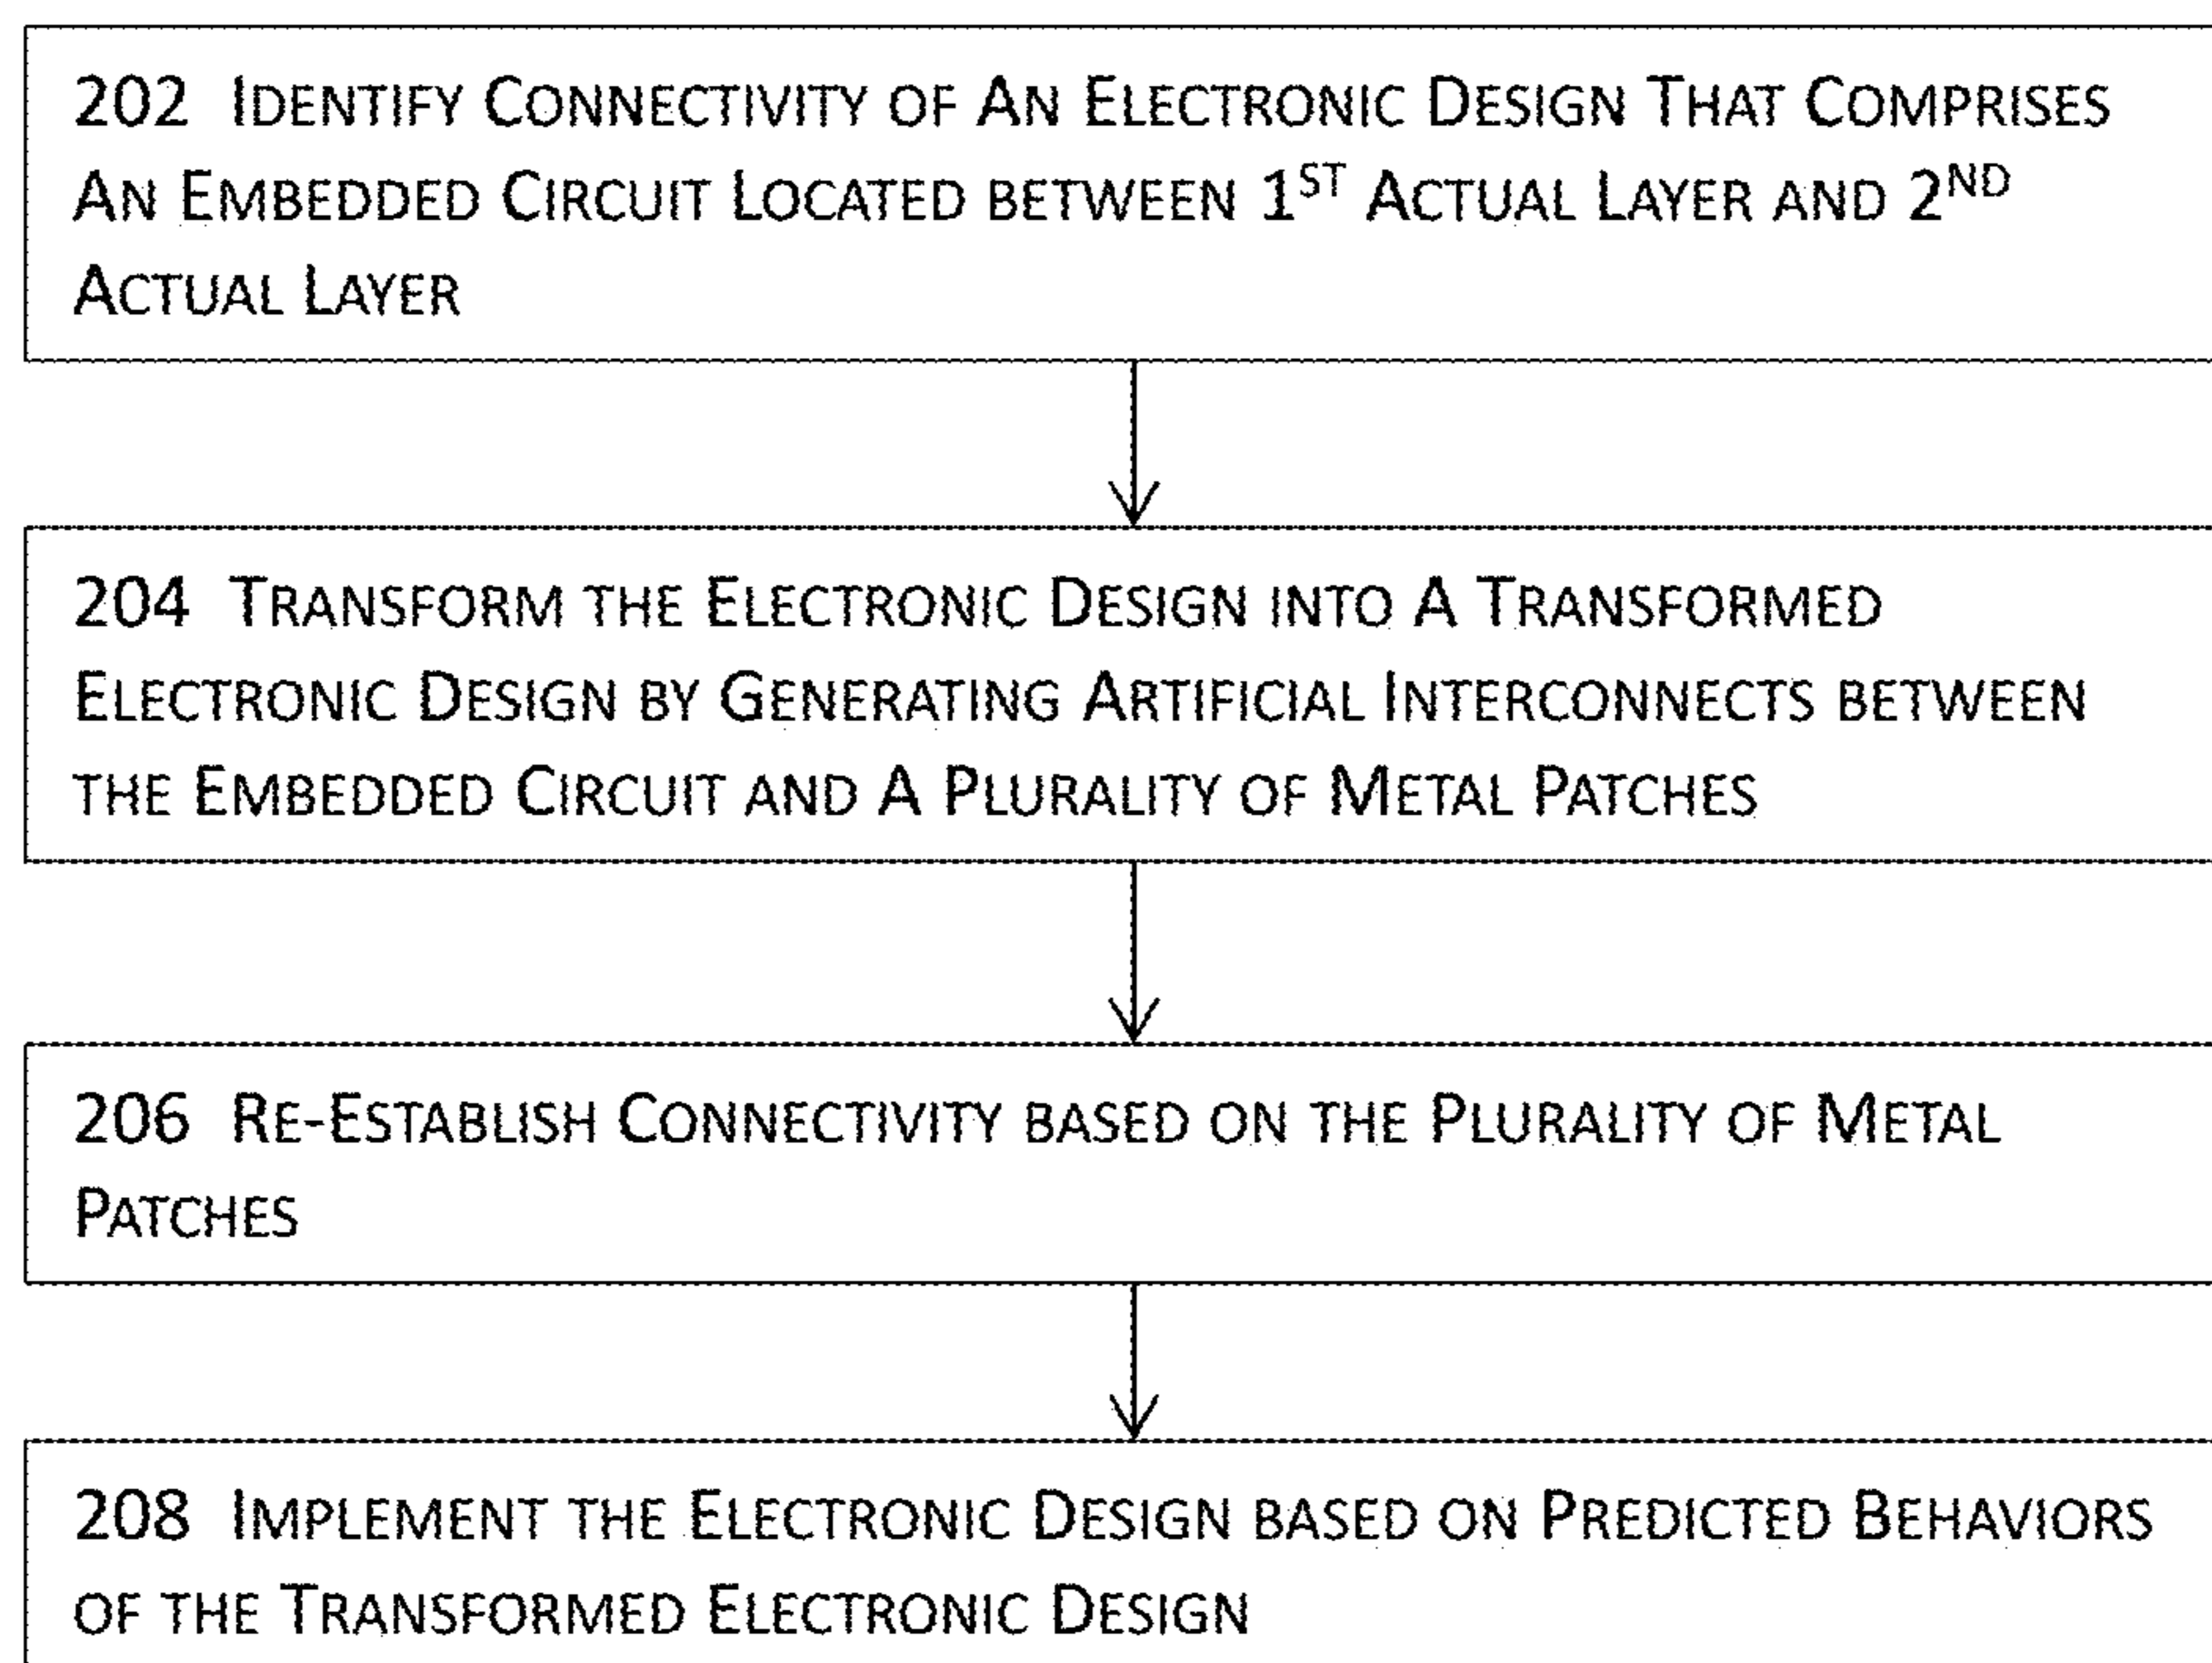 202 Identify Connectivity of An Electronic Design That Comprises
An Embedded Circuit Located between 1st Actual Layer and 2nd
Actual Layer
204 Transform the Electronic Design into A Transformed
Electronic Design by Generating Artificial Interconnects between
the Embedded Circuit and A Plurality of Metal Patches
206 Re-Establish Connectivity based on the Plurality of Metal
Patches
208 Implement the Electronic Design based on Predicted Behaviors
of the Transformed Electronic Design